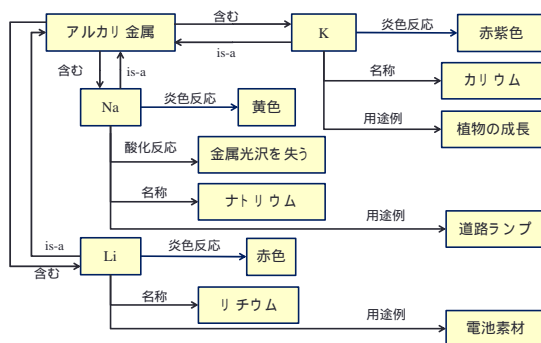 アルカリ金属
含む
K
炎色反応
赤紫色
is-a
含む
is-a
名称
カリウム
Na
炎色反応
黄色
用途例
植物の成長
酸化反応
金属光沢を失う
名称
ナトリウム
用途例
道路ランプ
is-a
含む
Li
炎色反応
赤色
名称
リチウム
用途例
電池素材